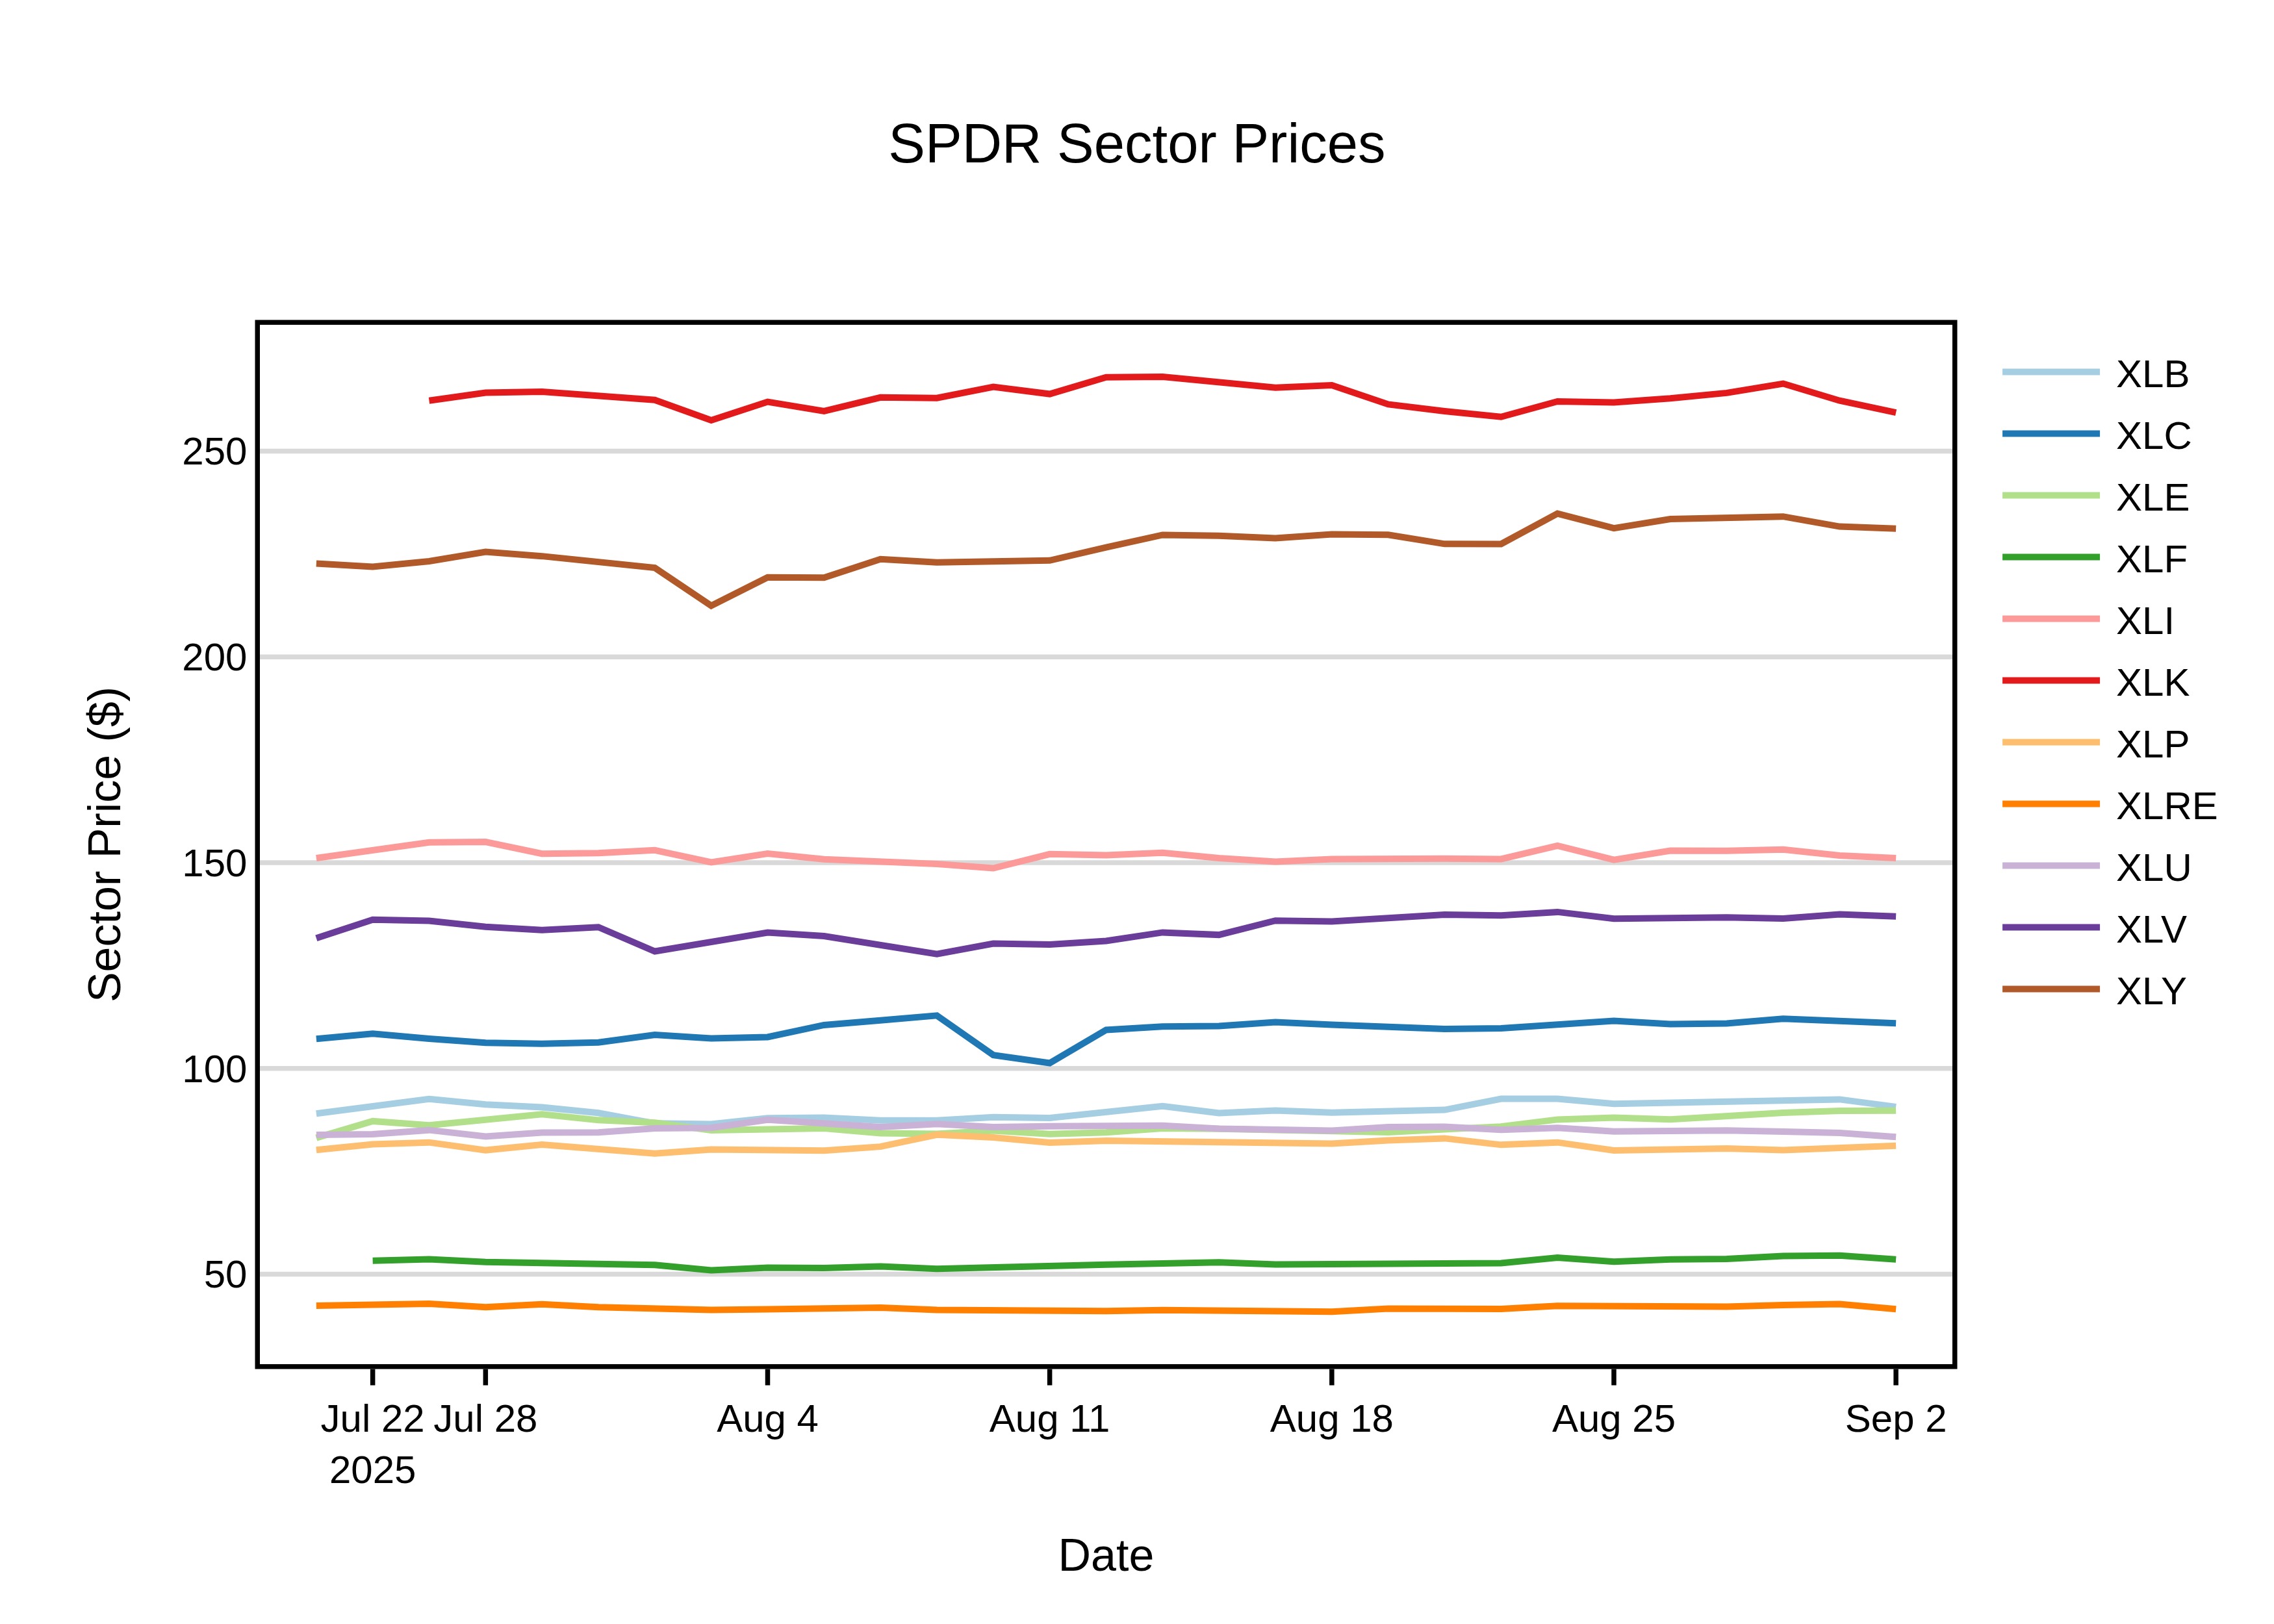 SPDR Sector Prices
Sector Price ($)
250
200
150
100
50
Jul 22 Jul 28 Aug 4 Aug 11 Aug 18 Aug 25 Sep 2
2025
Date
XLB
XLC
XLE
XLF
XLI
XLK
XLP
XLRE
XLU
XLV
XLY